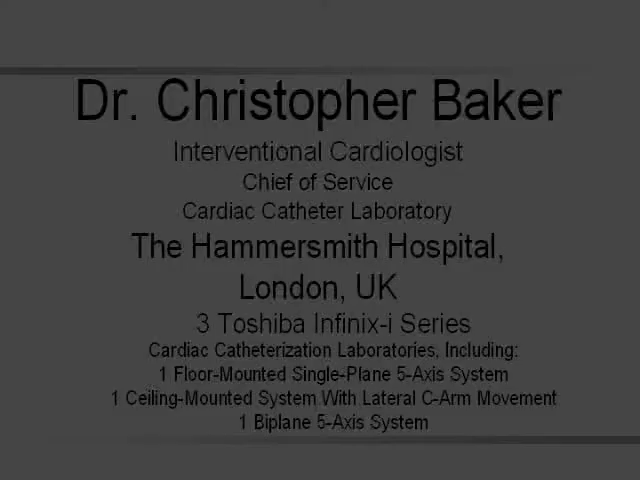 Dr. Christopher Baker
Interventional Cardiologist
Chief of Service
Cardiac Catheter Laboratory
The Hammersmith Hospital,
London, UK
3 Toshiba Infinix-i Series
Cardiac Catheterization Laboratories, Including:
1 Floor-Mounted Single-Plane 5-Axis System
1 Ceiling-Mounted System With Lateral C-Arm Movement
1 Biplane 5-Axis System